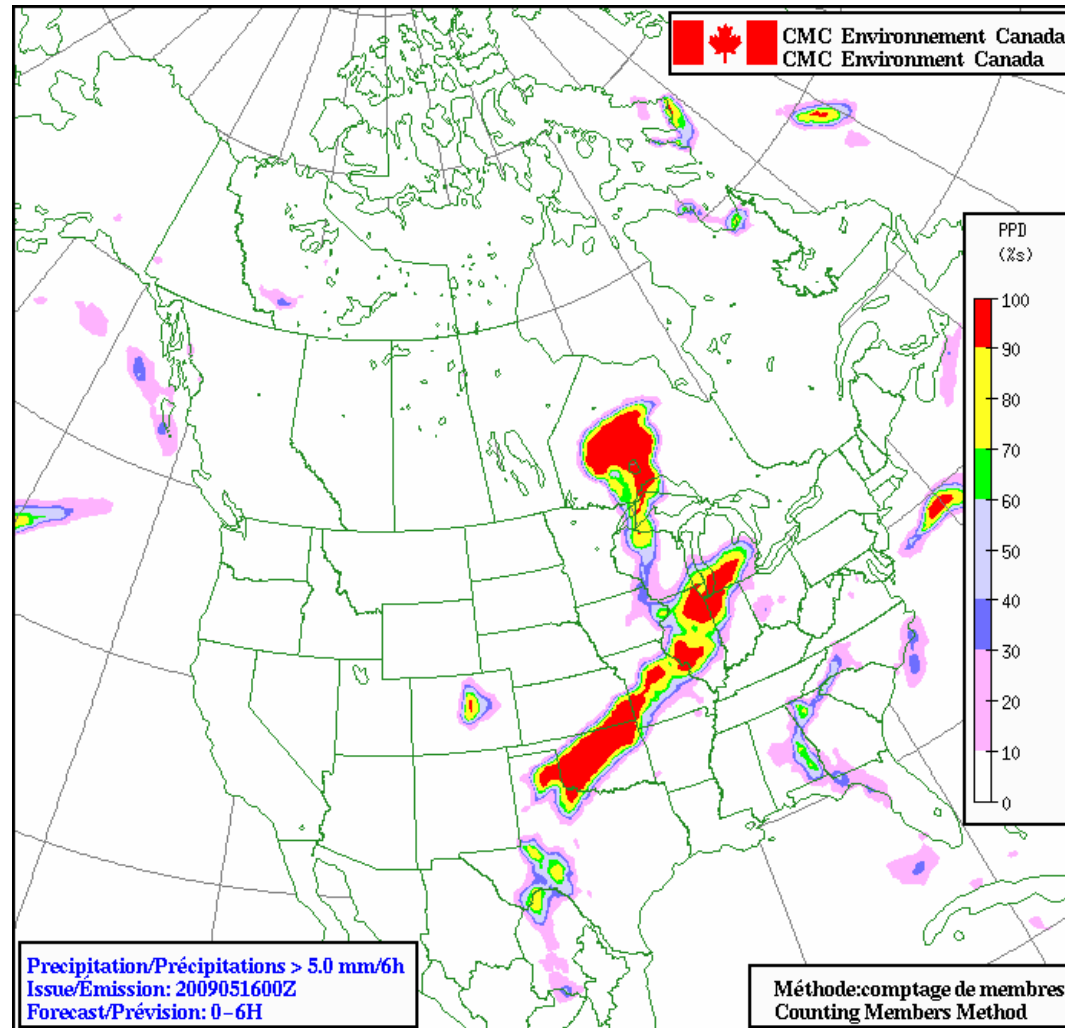 CMC Environnement Canada
CMC Environment Canada
PPD
(%s)
100
90
80
70
60
50
40
30
20
10
0
Precipitation/Précipitations > 5.0 mm/6h
Issue/Émission: 2009051600Z
Forecast/Prévision: 0-6H
Méthode:comptage de membres
Counting Members Method